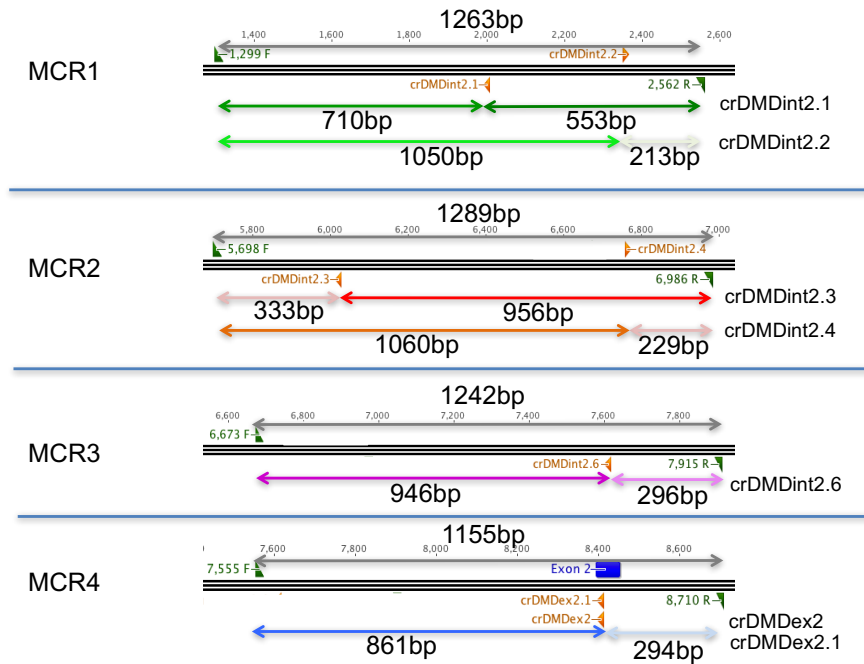 1263bp
1,400 1,600 1,800 2,000 2,200 2,400 2,600
MCR1
1,299 F crDMDint2.2
crDMDint2.1 2,562 R
crDMDint2.1
710bp 553bp
crDMDint2.2
1050bp 213bp
1289bp
5,800 6,000 6,200 6,400 6,600 6,800 7,000
MCR2
5,698 F crDMDint2.4
crDMDint2.3 6,986 R
crDMDint2.3
333bp 956bp
crDMDint2.4
1060bp 229bp
1242bp
6,600 6,800 7,000 7,200 7,400 7,600 7,800
6,673 F
MCR3
crDMDint2.6 7,915 R
crDMDint2.6
946bp 296bp
1155bp
7,600 7,800 8,000 8,200 8,400 8,600
MCR4
7,555 F Exon 2
crDMDex2.1 8,710 R
crDMDex2
crDMDex2
crDMDex2.1
861bp 294bp